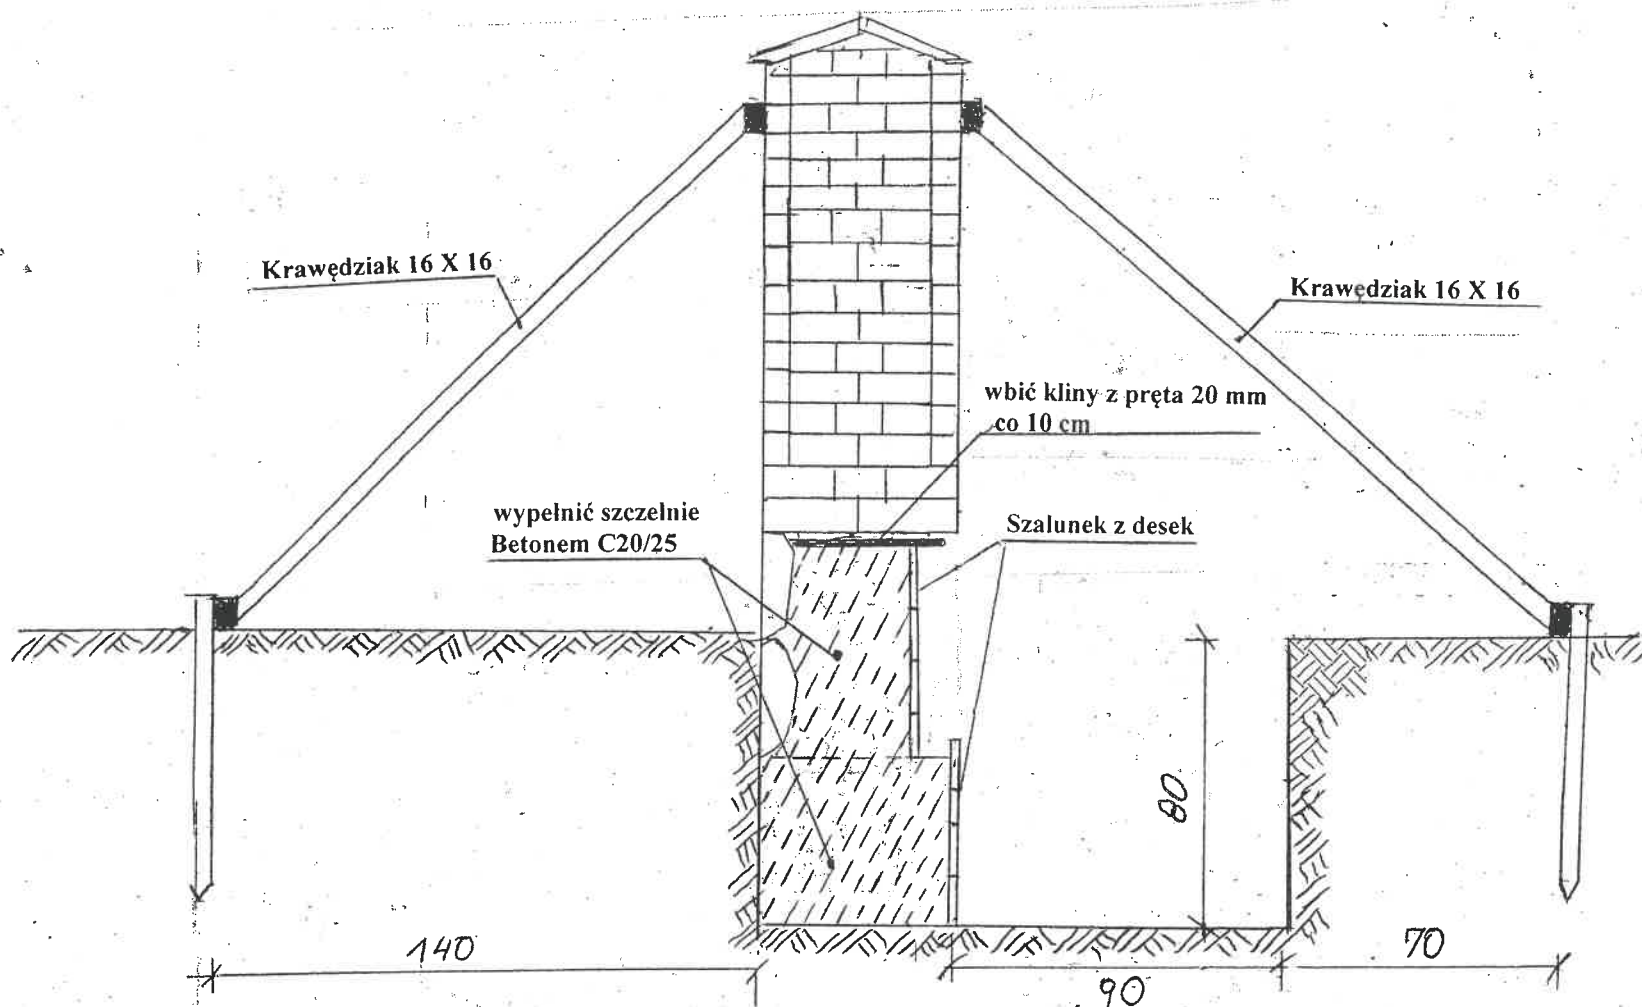 Krawędziak 16 X 16
Krawędziak 16 X 16
wbić kliny z pręta 20 mm
co 10 cm
wypełnić szczelnie
Betonem C20/25
Szalunek z desek
80
140
90
70